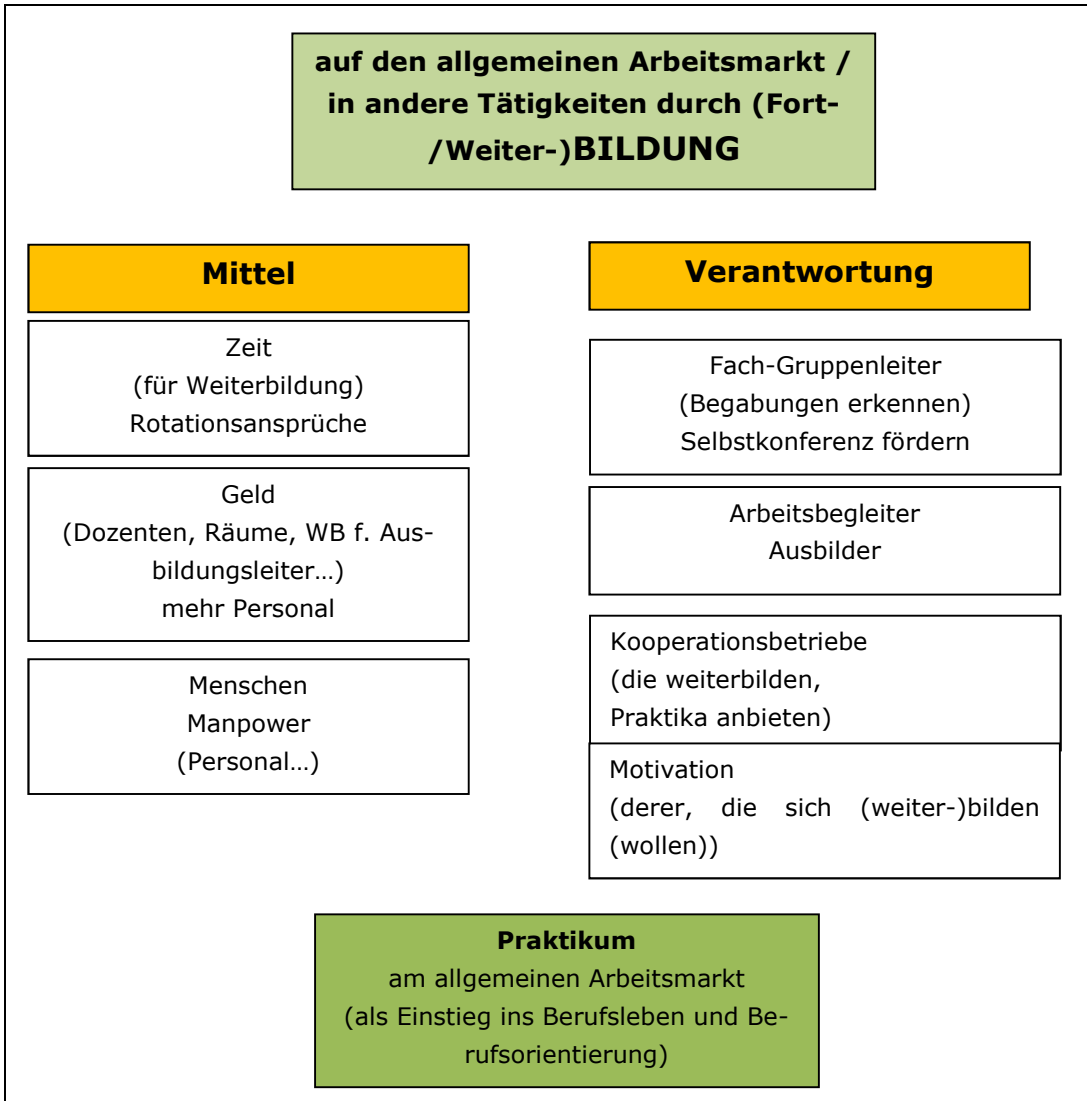 auf den allgemeinen Arbeitsmarkt /
in andere Tätigkeiten durch (Fort-
/Weiter-)BILDUNG
Mittel
Zeit
(für Weiterbildung)
Rotationsansprüche
Geld
(Dozenten, Räume, WB f. Aus-
bildungsleiter…)
mehr Personal
Menschen
Manpower
(Personal…)
Verantwortung
Fach-Gruppenleiter
(Begabungen erkennen)
Selbstkonferenz fördern
Arbeitsbegleiter
Ausbilder
Kooperationsbetriebe
(die weiterbilden,
Praktika anbieten)
Motivation
(derer, die sich (weiter-)bilden
(wollen))
Praktikum
am allgemeinen Arbeitsmarkt
(als Einstieg ins Berufsleben und Be-
rufsorientierung)